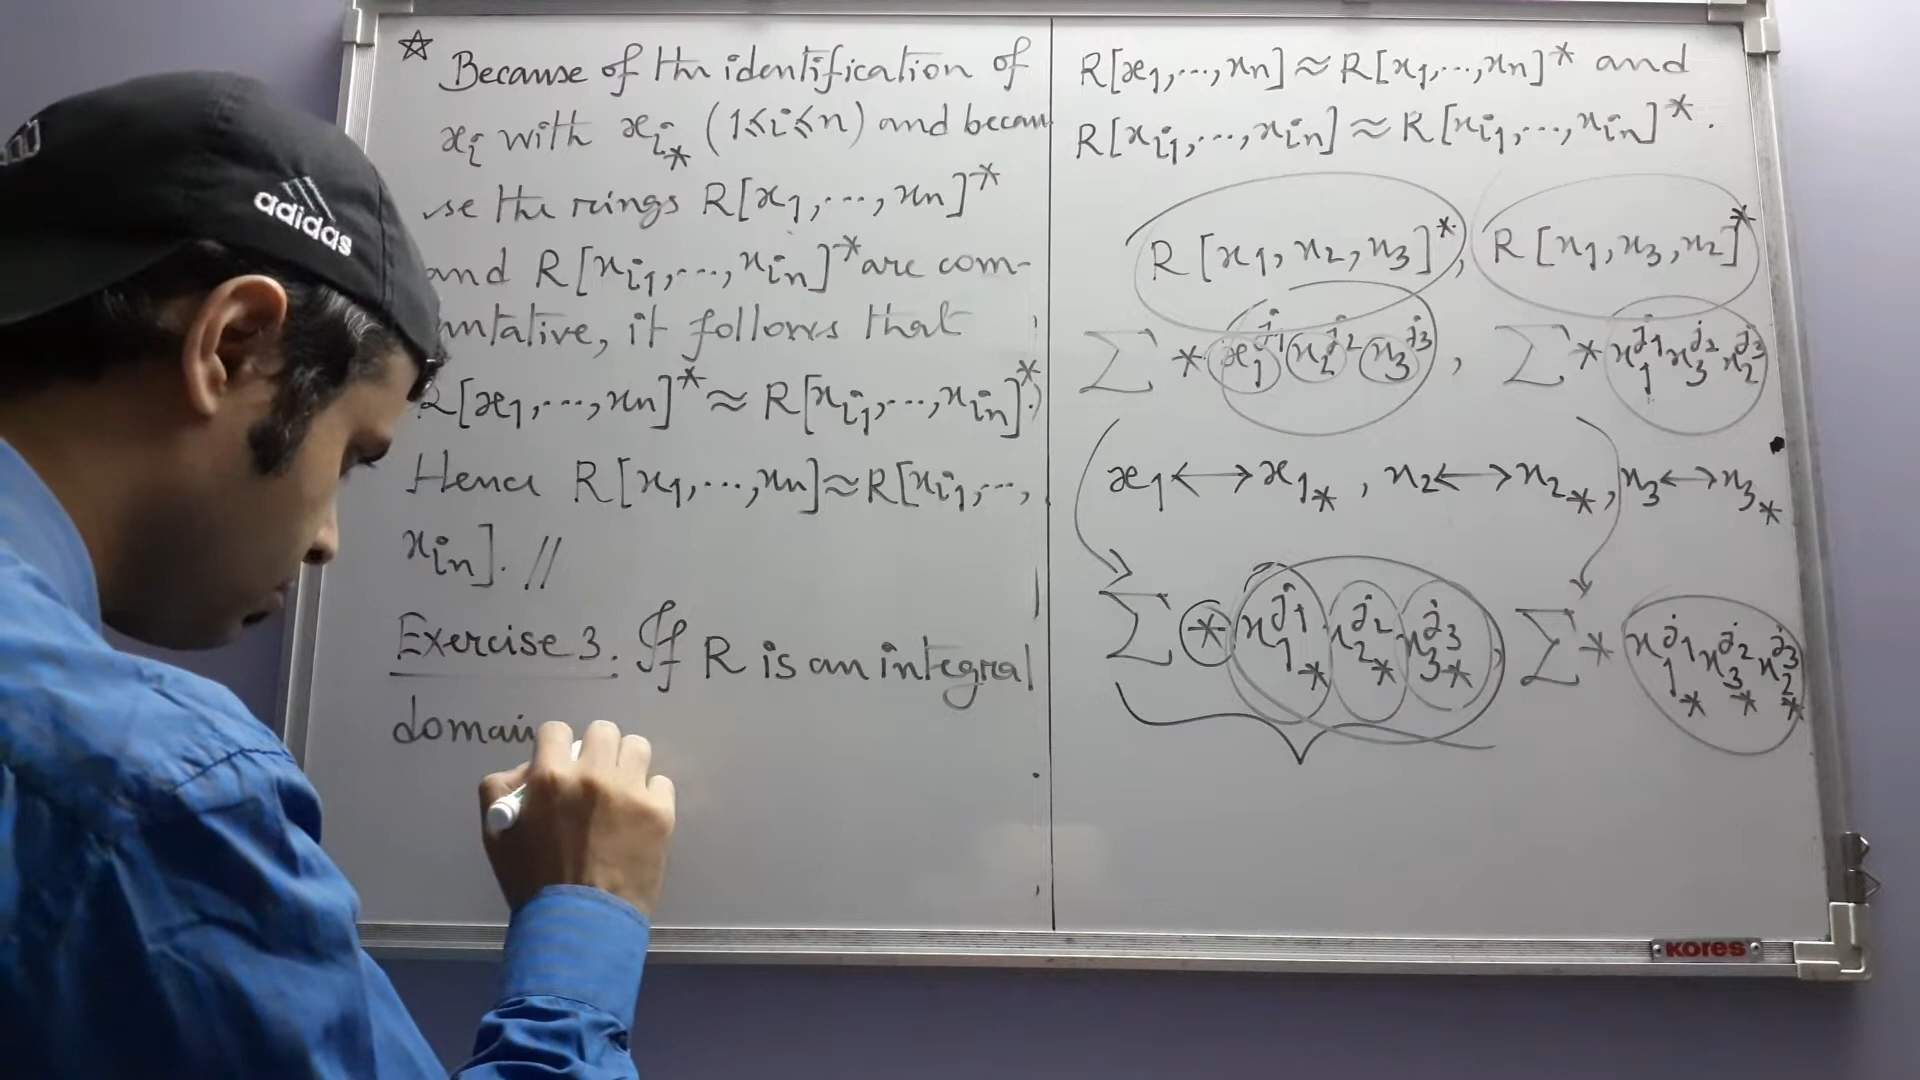 ☆ Because of the identification of
xᵢ with xᵢ* (1≤i≤n) and becau
se the rings R[x₁,...,xₙ]*
and R[xᵢ₁,...,xᵢₙ]* are com-
mutative, it follows that
R[x₁,...,xₙ]* ≈ R[xᵢ₁,...,xᵢₙ]*.
Hence R[x₁,...,xₙ]≈R[xᵢ₁,...,
xᵢₙ]. //
Exercise 3. If R is an integral
domain
R[x₁,...,xₙ] ≈ R[x₁,...,xₙ]* and
R[xᵢ₁,...,xᵢₙ] ≈ R[xᵢ₁,...,xᵢₙ]*.
R[x₁,x₂,x₃]*, R[x₁,x₃,x₂]*
∑ * x₁^j₁ x₂^j₂ x₃^j₃, ∑ * x₁^j₁ x₃^j₂ x₂^j₃
x₁⟷x₁*, x₂⟷x₂*, x₃⟷x₃*
∑ * x₁*^j₁ x₂*^j₂ x₃*^j₃, ∑ * x₁*^j₁ x₃*^j₂ x₂*^j₃
adidas
KORES